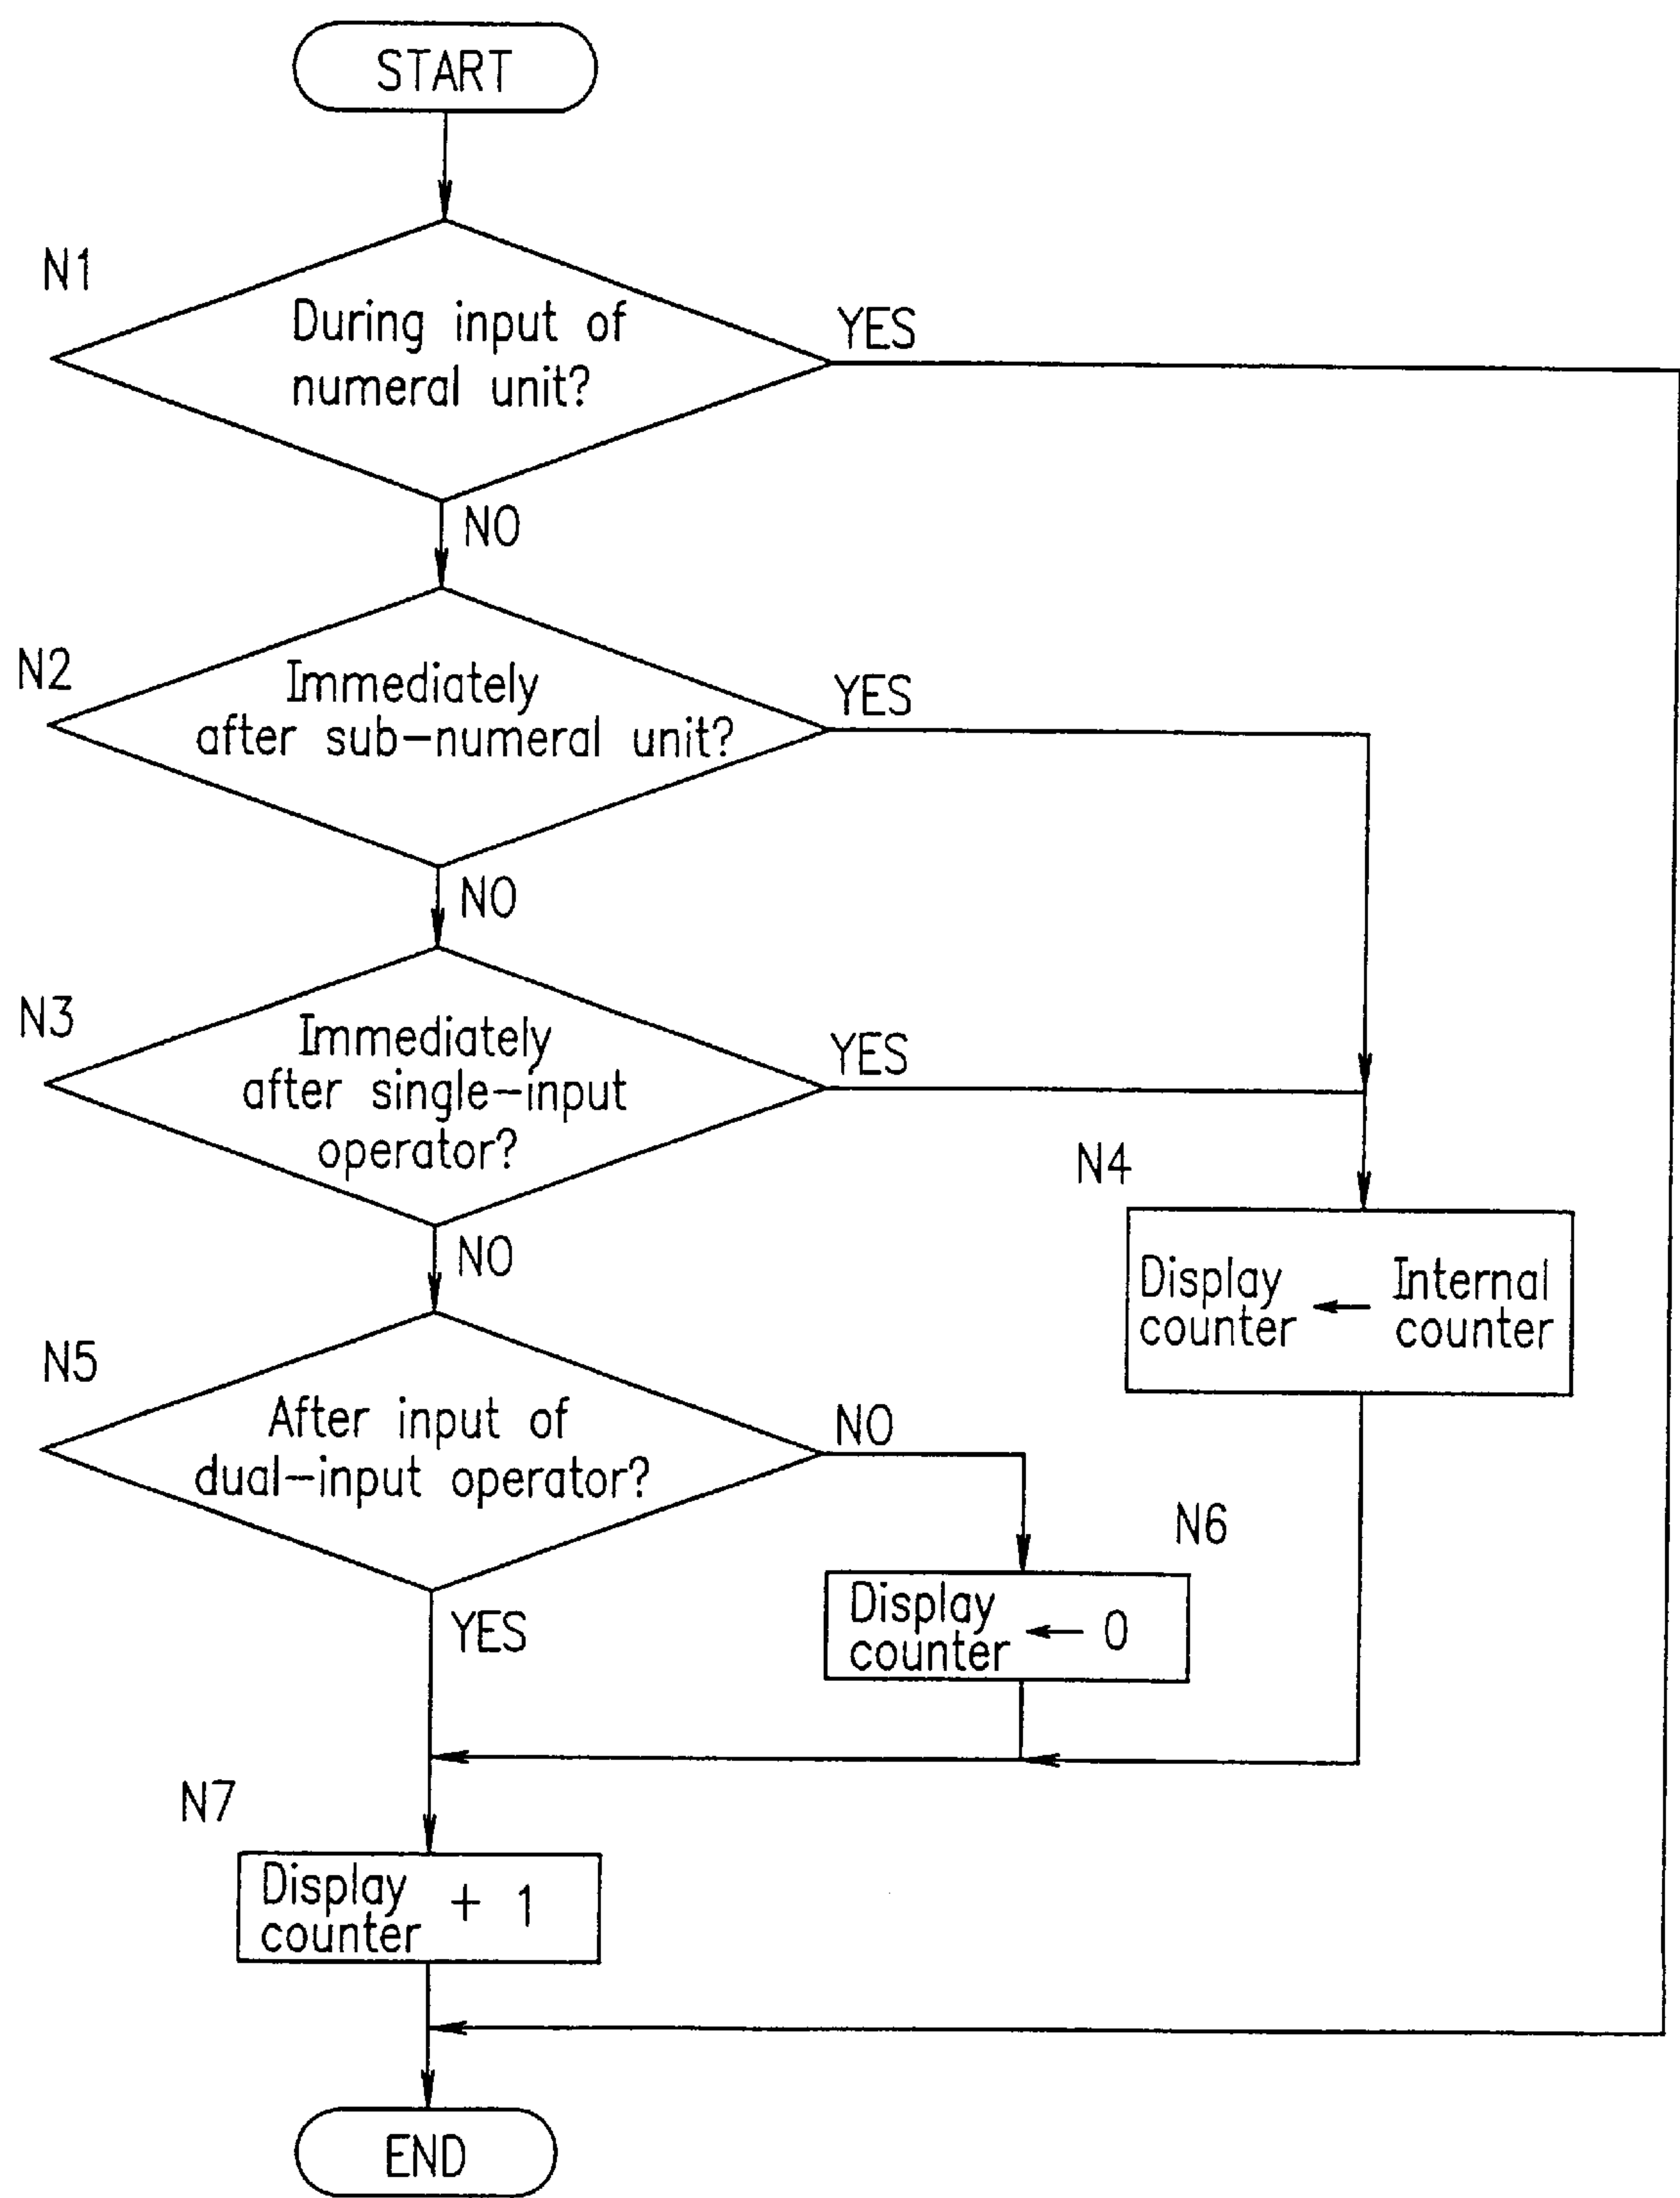 START
N1
During input of
numeral unit?
YES
NO
N2
Immediately
after sub-numeral unit?
YES
NO
N3
Immediately
after single-input
operator?
YES
NO
N4
Display
counter
←
Internal
counter
N5
After input of
dual-input operator?
NO
YES
N6
Display
counter
← 0
N7
Display
counter
+ 1
END